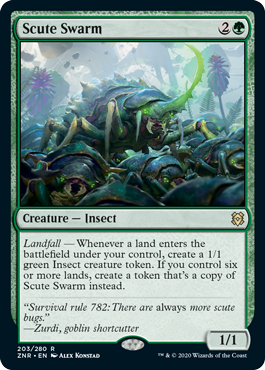 Scute Swarm 2
Creature — Insect
Landfall — Whenever a land enters the
battlefield under your control, create a 1/1
green Insect creature token. If you control six
or more lands, create a token that's a copy of
Scute Swarm instead.
"Survival rule 782: There are always more scute
bugs."
—Zurdi, goblin shortcutter
1/1
203/280 R
ZNR • EN Alex Konstad
™ & © 2020 Wizards of the Coast